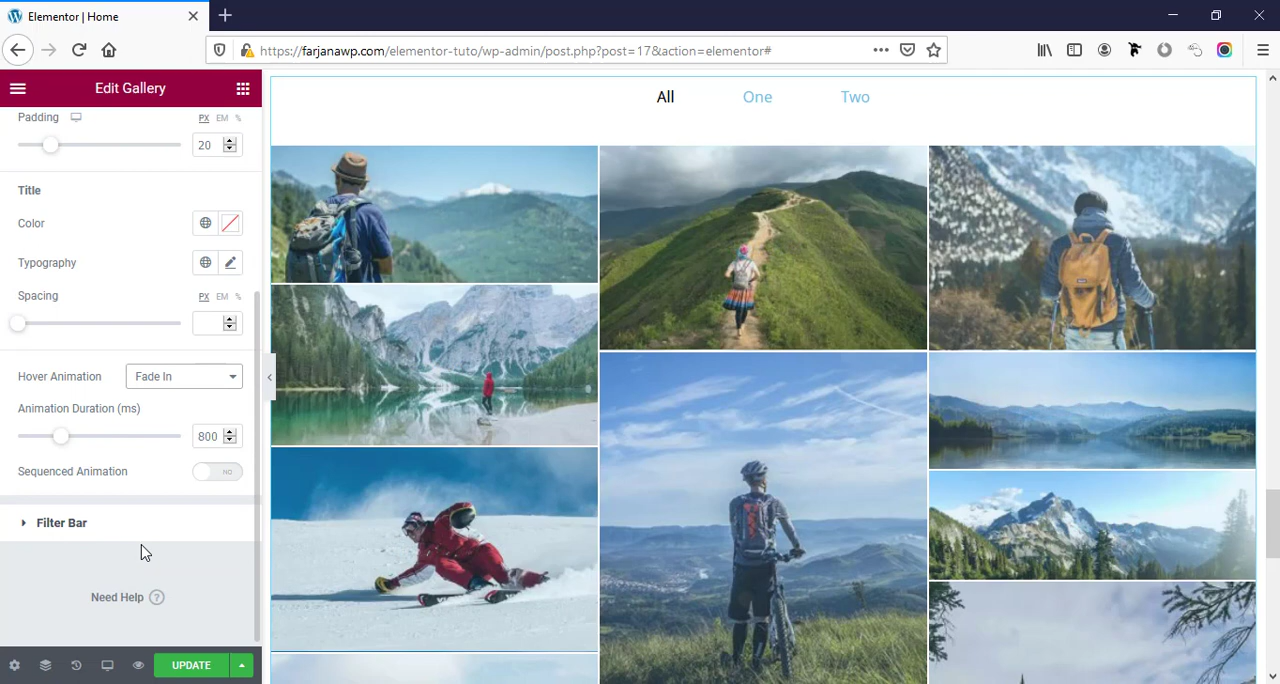 Elementor | Home
https://farjanawp.com/elementor-tuto/wp-admin/post.php?post=17&action=elementor#
Edit Gallery
Padding PX EM %
20
Title
Color
Typography
Spacing PX EM %
Hover Animation Fade In
Animation Duration (ms)
800
Sequenced Animation NO
Filter Bar
Need Help ?
UPDATE
All One Two